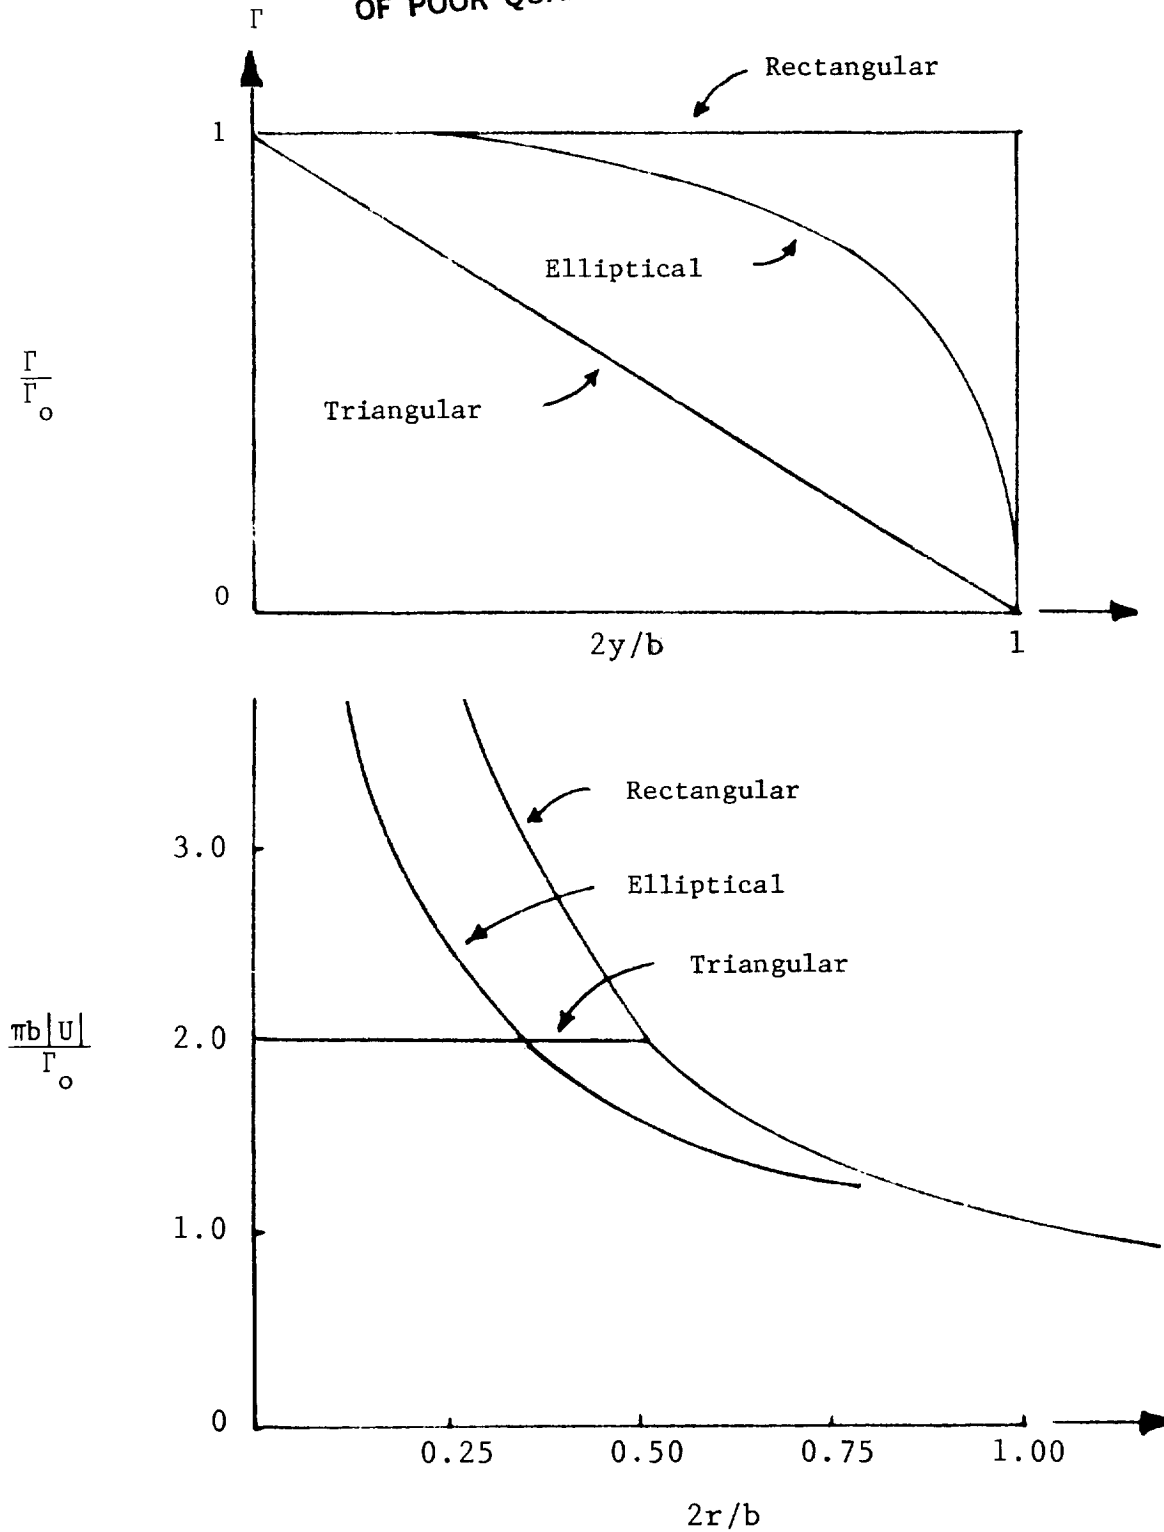 OF POOR
Γ
Rectangular
1
Elliptical
Γ
Γo
Triangular
0
2y/b
1
Rectangular
3.0
Elliptical
Triangular
πb|U|
Γo
2.0
1.0
0
0.25 0.50 0.75 1.00
2r/b